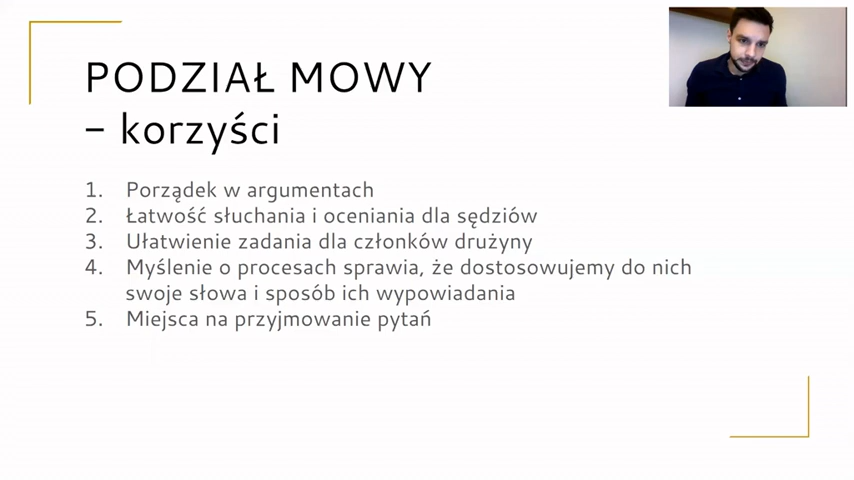 PODZIAŁ MOWY
– korzyści
1. Porządek w argumentach
2. Łatwość słuchania i oceniania dla sędziów
3. Ułatwienie zadania dla członków drużyny
4. Myślenie o procesach sprawia, że dostosowujemy do nich
swoje słowa i sposób ich wypowiadania
5. Miejsca na przyjmowanie pytań